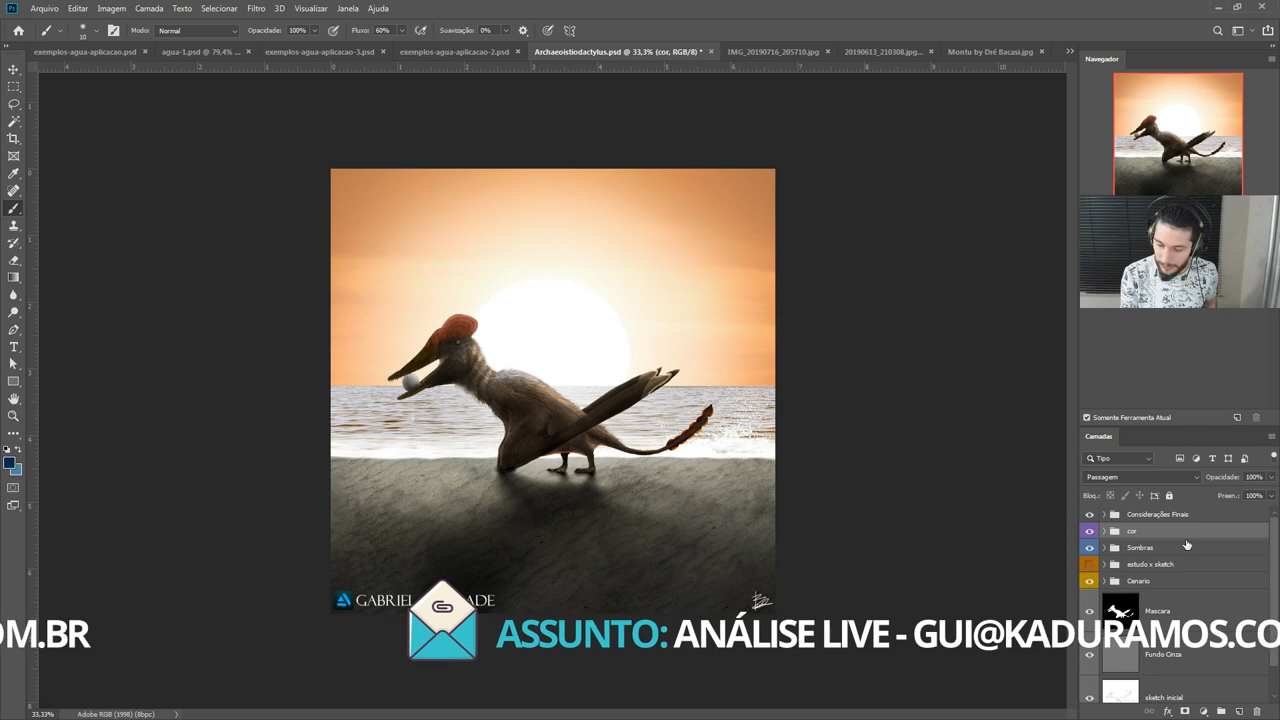 Arquivo Editar Imagem Camada Texto Selecionar Filtro 3D Visualizar Janela Ajuda
10 Modo: Normal Opacidade: 100% Fluxo: 60% Suavização: 0%
exemplos-agua-aplicacao.psd agua-1.psd @ 79,4% ... exemplos-agua-aplicacao-3.psd exemplos-agua-aplicacao-2.psd Archaeoistiodactylus.psd @ 33,3% (cor, RGB/8) * IMG_20190716_205710.jpg 20190613_210308.jpg... Montu by Dré Bacasi.jpg
Navegador
Somente Ferramenta Atual
Camadas
Tipo
Passagem Opacidade: 100%
Bloq.: Preen.: 100%
Considerações Finais
cor
Sombras
estudo x sketch
Cenario
Mascara
Fundo Cinza
sketch inicial
GABRIEL ADE
OM.BR ASSUNTO: ANÁLISE LIVE - GUI@KADURAMOS.CO
33,33% Adobe RGB (1998) (8bpc)